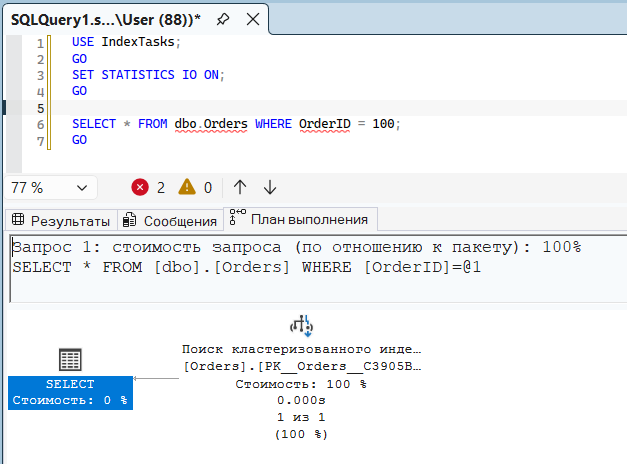 SQLQuery1.s...\User (88))*
1 USE IndexTasks;
2 GO
3 SET STATISTICS IO ON;
4 GO
5
6 SELECT * FROM dbo.Orders WHERE OrderID = 100;
7 GO
77 % 2 0
Результаты Сообщения План выполнения
Запрос 1: стоимость запроса (по отношению к пакету): 100%
SELECT * FROM [dbo].[Orders] WHERE [OrderID]=@1
Поиск кластеризованного инде…
[Orders].[PK__Orders__C3905B…
SELECT
Стоимость: 0 %
Стоимость: 100 %
0.000s
1 из 1
(100 %)